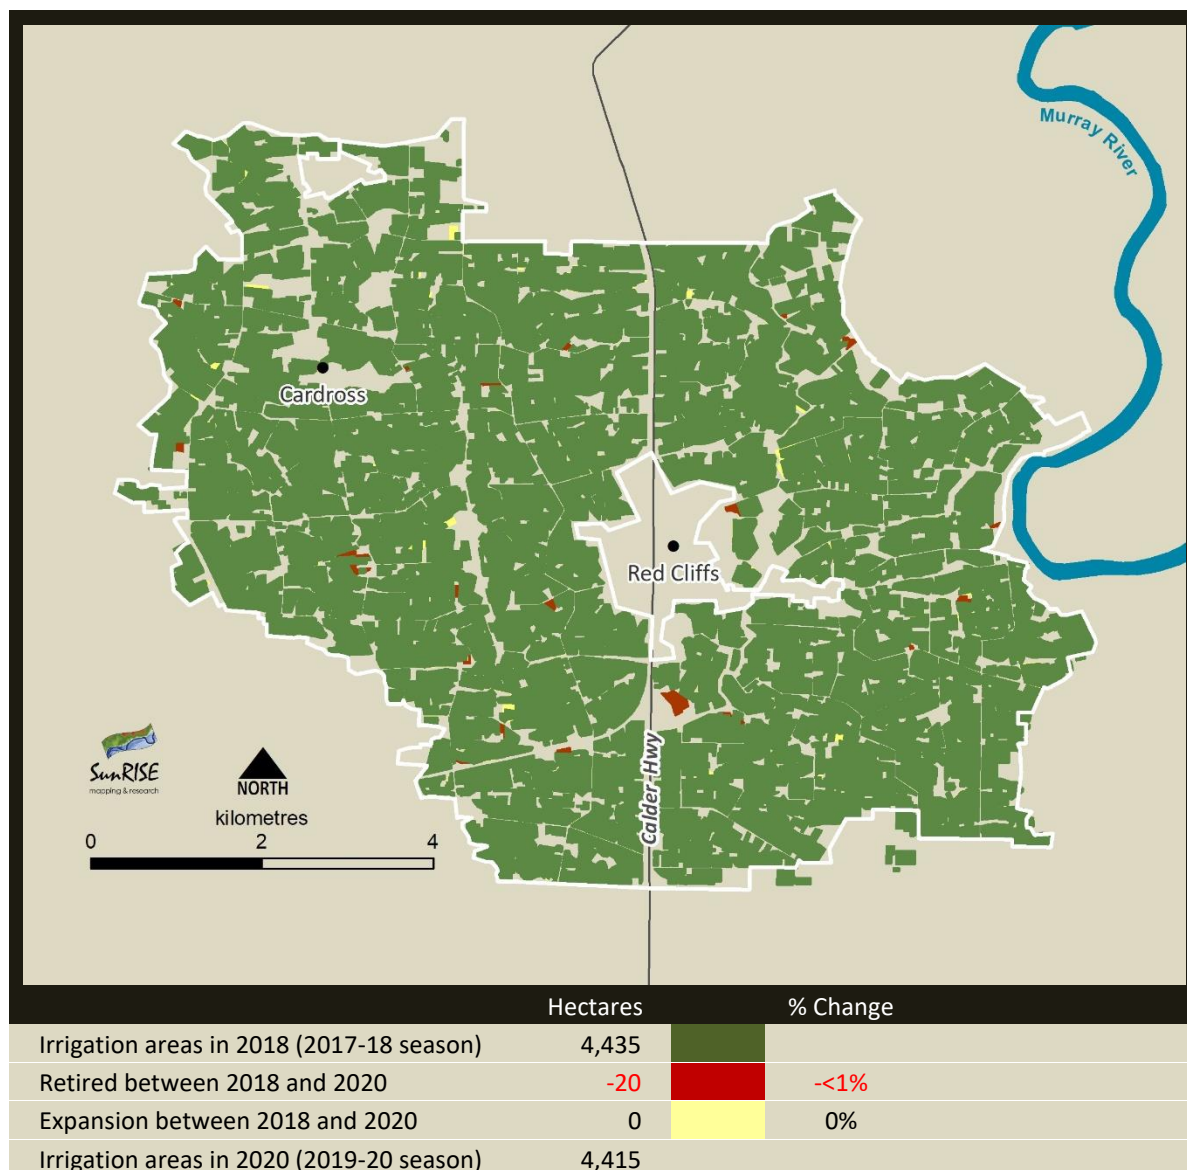 Murray River
Cardross
Red Cliffs
Calder Hwy
SunRISE
mapping & research
NORTH
kilometres
0 2 4
Hectares % Change
Irrigation areas in 2018 (2017-18 season) 4,435
Retired between 2018 and 2020 -20 -<1%
Expansion between 2018 and 2020 0 0%
Irrigation areas in 2020 (2019-20 season) 4,415